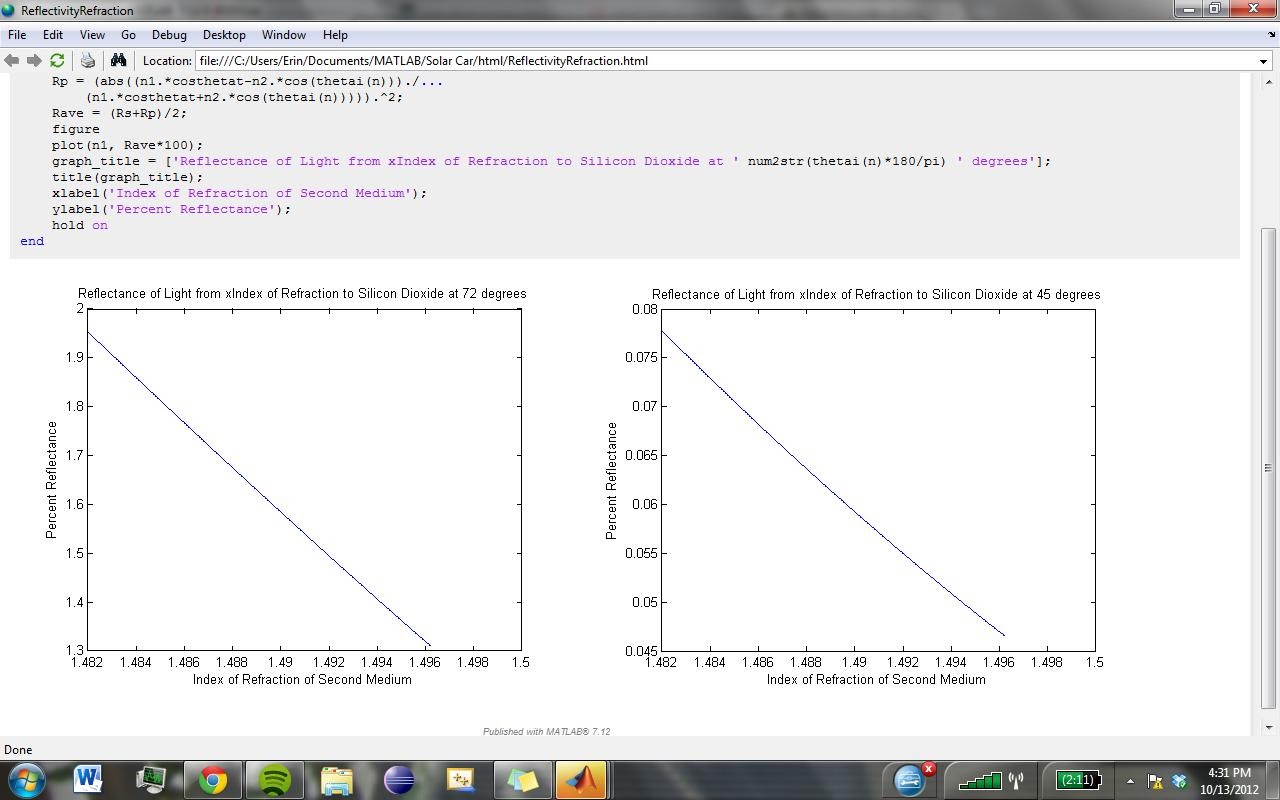 ReflectivityRefraction
File Edit View Go Debug Desktop Window Help
Location: file:///C:/Users/Erin/Documents/MATLAB/Solar Car/html/ReflectivityRefraction.html
Rp = (abs((n1.*costhetat-n2.*cos(thetai(n)))./...
(n1.*costhetat+n2.*cos(thetai(n))))).^2;
Rave = (Rs+Rp)/2;
figure
plot(n1, Rave*100);
graph_title = ['Reflectance of Light from xIndex of Refraction to Silicon Dioxide at ' num2str(thetai(n)*180/pi) ' degrees'];
title(graph_title);
xlabel('Index of Refraction of Second Medium');
ylabel('Percent Reflectance');
hold on
end
Reflectance of Light from xIndex of Refraction to Silicon Dioxide at 72 degrees
2
1.9
1.8
1.7
1.6
1.5
1.4
1.3
Percent Reflectance
1.482 1.484 1.486 1.488 1.49 1.492 1.494 1.496 1.498 1.5
Index of Refraction of Second Medium
Reflectance of Light from xIndex of Refraction to Silicon Dioxide at 45 degrees
0.08
0.075
0.07
0.065
0.06
0.055
0.05
0.045
Percent Reflectance
1.482 1.484 1.486 1.488 1.49 1.492 1.494 1.496 1.498 1.5
Index of Refraction of Second Medium
Published with MATLAB® 7.12
Done
(2:11)
4:31 PM
10/13/2012